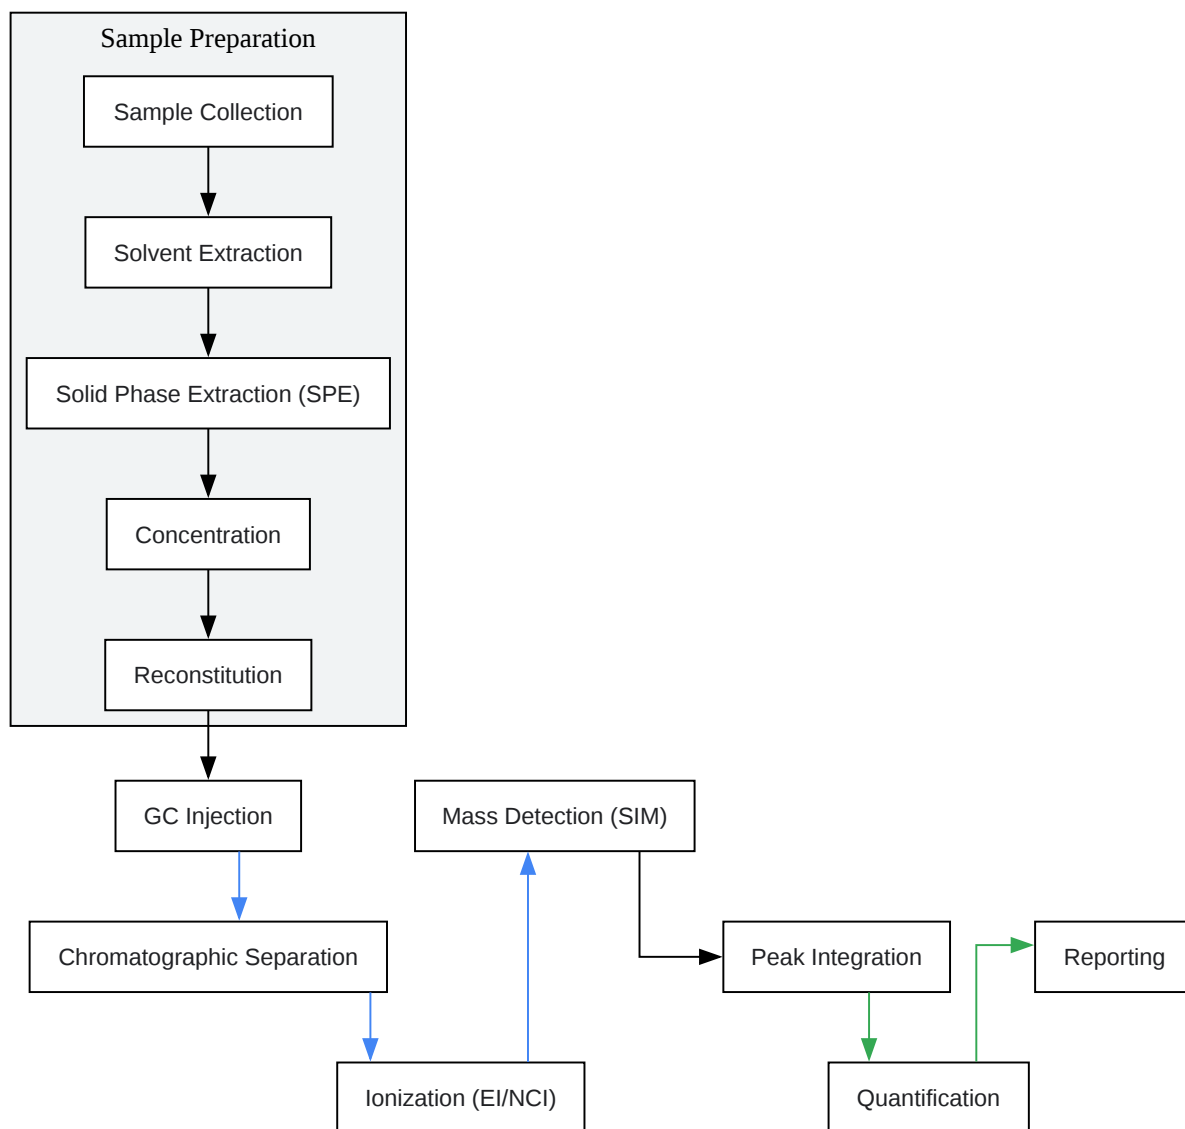 Sample Preparation
Sample Collection
Solvent Extraction
Solid Phase Extraction (SPE)
Concentration
Reconstitution
GC Injection
Mass Detection (SIM)
Chromatographic Separation
Peak Integration
Reporting
Ionization (EI/NCI)
Quantification